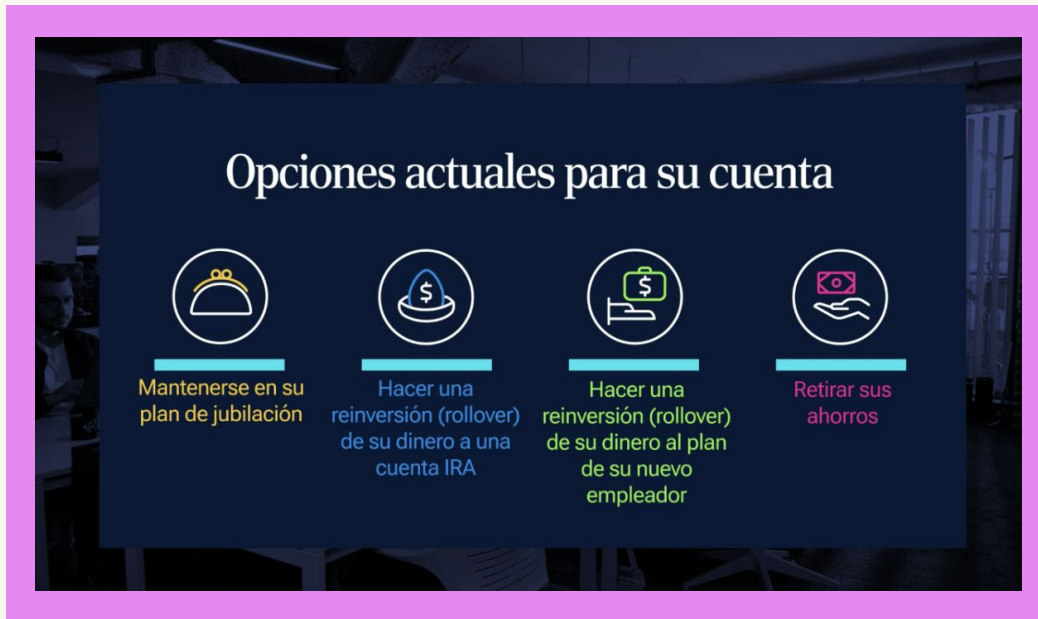 Opciones actuales para su cuenta
$
$
Mantenerse en su
plan de jubilación
Hacer una
reinversión (rollover)
de su dinero a una
cuenta IRA
Hacer una
reinversión (rollover)
de su dinero al plan
de su nuevo
empleador
Retirar sus
ahorros